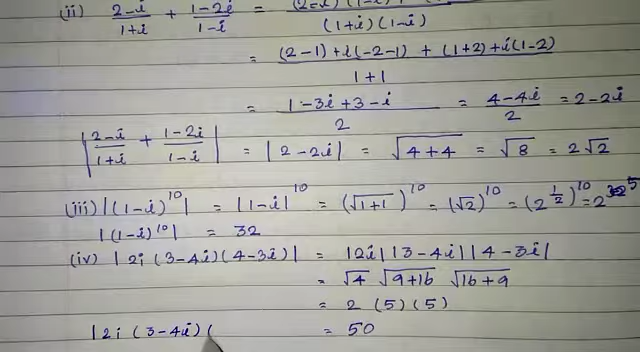 (ii) 2-i/1+i + 1-2i/1-i = (2-i)(1-i) / (1+i)(1-i)
= (2-1)+i(-2-1) + (1+2)+i(1-2) / 1+1
= 1-3i+3-i / 2 = 4-4i / 2 = 2-2i
|2-i/1+i + 1-2i/1-i| = |2-2i| = √4+4 = √8 = 2√2
(iii) |(1-i)^10| = |1-i|^10 = (√1+1)^10 = (√2)^10 = (2^1/2)^10 = 2^5
|(1-i)^10| = 32
(iv) |2i(3-4i)(4-3i)| = |2i||3-4i||4-3i|
= √4 √9+16 √16+9
= 2 (5) (5)
|2i (3-4i) ( = 50